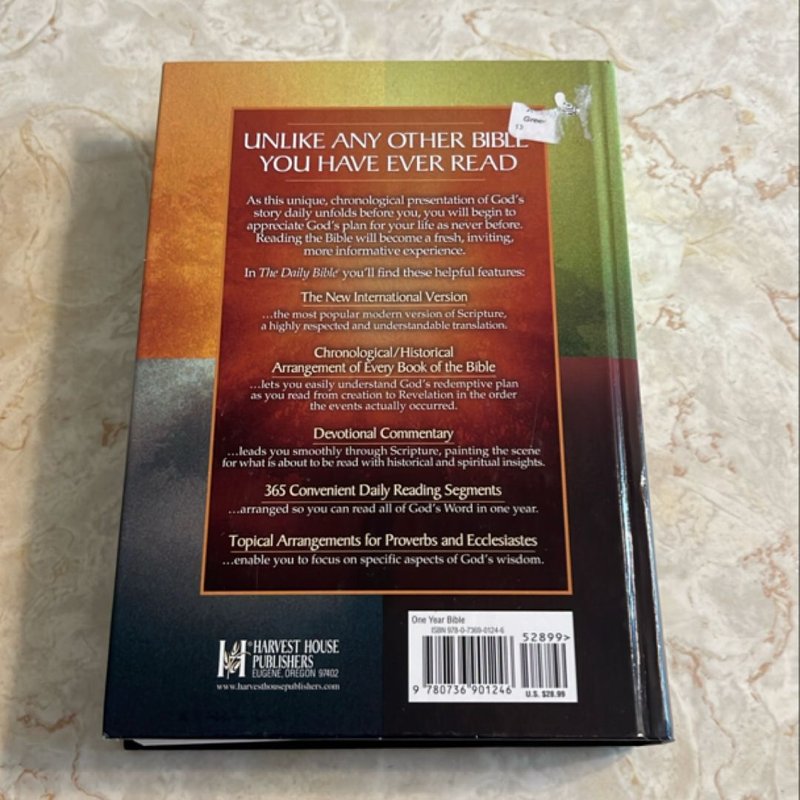 Gree
UNLIKE ANY OTHER BIBLE
YOU HAVE EVER READ
As this unique, chronological presentation of God's
story daily unfolds before you, you will begin to
appreciate God's plan for your life as never before.
Reading the Bible will become a fresh, inviting,
more informative experience.
In The Daily Bible® you'll find these helpful features:
The New International Version
…the most popular modern version of Scripture,
a highly respected and understandable translation.
Chronological/Historical
Arrangement of Every Book of the Bible
…lets you easily understand God's redemptive plan
as you read from creation to Revelation in the order
the events actually occurred.
Devotional Commentary
…leads you smoothly through Scripture, painting the scene
for what is about to be read with historical and spiritual insights.
365 Convenient Daily Reading Segments
…arranged so you can read all of God's Word in one year.
Topical Arrangements for Proverbs and Ecclesiastes
…enable you to focus on specific aspects of God's wisdom.
H® HARVEST HOUSE
PUBLISHERS
EUGENE, OREGON 97402
www.harvesthousepublishers.com
One Year Bible
ISBN 978-0-7369-0124-6
52899>
9 780736 901246
U.S. $28.99